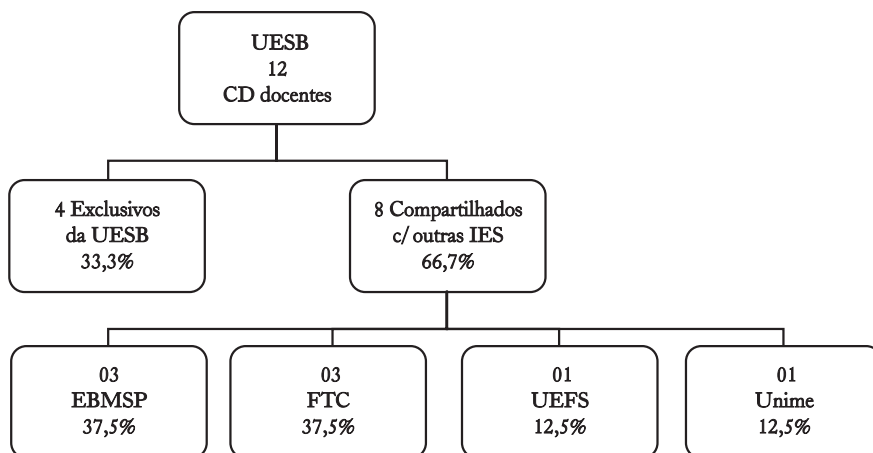 UESB
12
CD docentes
4 Exclusivos
da UESB
33,3%
8 Compartilhados
c/ outras IES
66,7%
03
EBMSP
37,5%
03
FTC
37,5%
01
UEFS
12,5%
01
Unime
12,5%